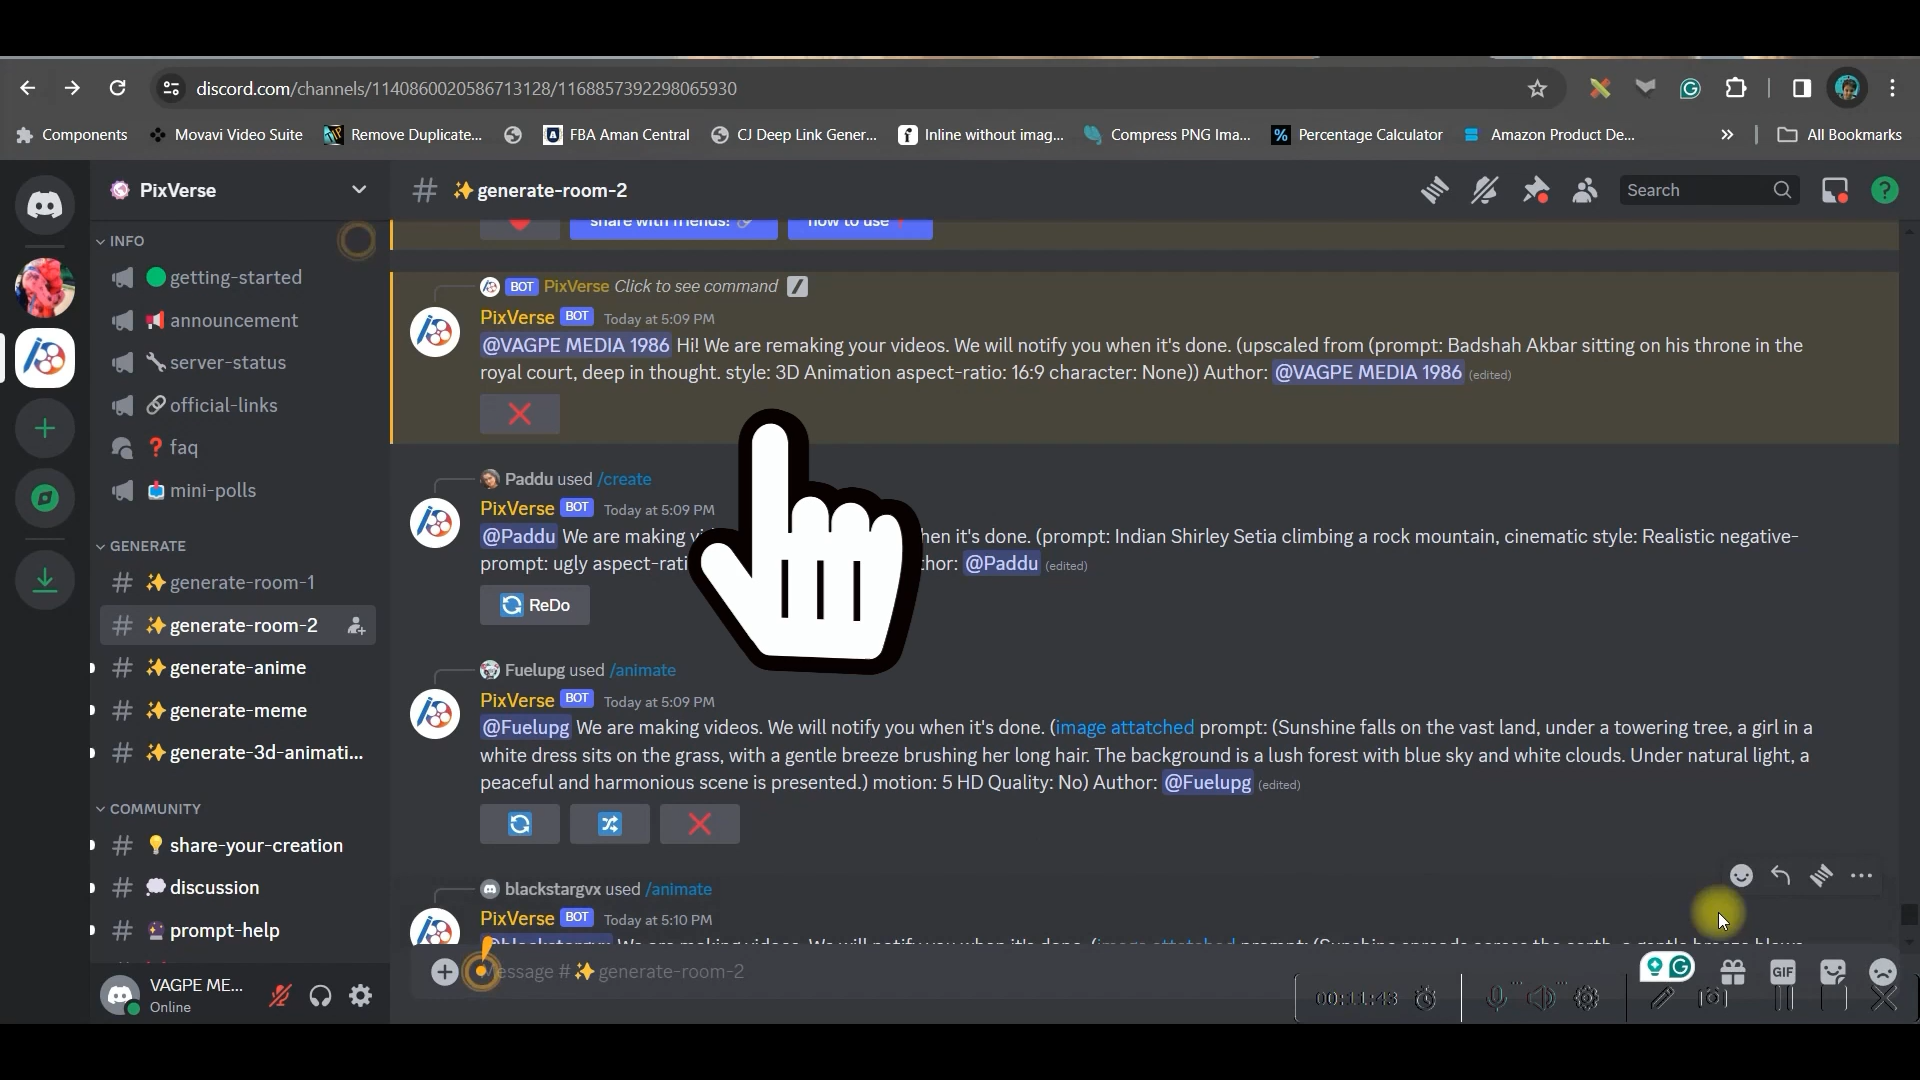 discord.com/channels/1140860020586713128/1168857392298065930
Components Movavi Video Suite Remove Duplicate... FBA Aman Central CJ Deep Link Gener... Inline without imag... Compress PNG Ima... Percentage Calculator Amazon Product De... » All Bookmarks
PixVerse
generate-room-2
Search
share with friends!
how to use
INFO
getting-started
announcement
server-status
official-links
faq
mini-polls
GENERATE
generate-room-1
generate-room-2
generate-anime
generate-meme
generate-3d-animati...
COMMUNITY
share-your-creation
discussion
prompt-help
VAGPE ME...
Online
BOT PixVerse Click to see command
PixVerse BOT Today at 5:09 PM
@VAGPE MEDIA 1986 Hi! We are remaking your videos. We will notify you when it's done. (upscaled from (prompt: Badshah Akbar sitting on his throne in the
royal court, deep in thought. style: 3D Animation aspect-ratio: 16:9 character: None)) Author: @VAGPE MEDIA 1986 (edited)
Paddu used /create
PixVerse BOT Today at 5:09 PM
@Paddu We are making when it's done. (prompt: Indian Shirley Setia climbing a rock mountain, cinematic style: Realistic negative-
prompt: ugly @Paddu (edited)
ReDo
Fuelupg used /animate
PixVerse BOT Today at 5:09 PM
@Fuelupg We are making videos. We will notify you when it's done. (image attatched prompt: (Sunshine falls on the vast land, under a towering tree, a girl in a
white dress sits on the grass, with a gentle breeze brushing her long hair. The background is a lush forest with blue sky and white clouds. Under natural light, a
peaceful and harmonious scene is presented.) motion: 5 HD Quality: No) Author: @Fuelupg (edited)
blackstargvx used /animate
PixVerse BOT Today at 5:10 PM
Message # generate-room-2
GIF
00:11:43